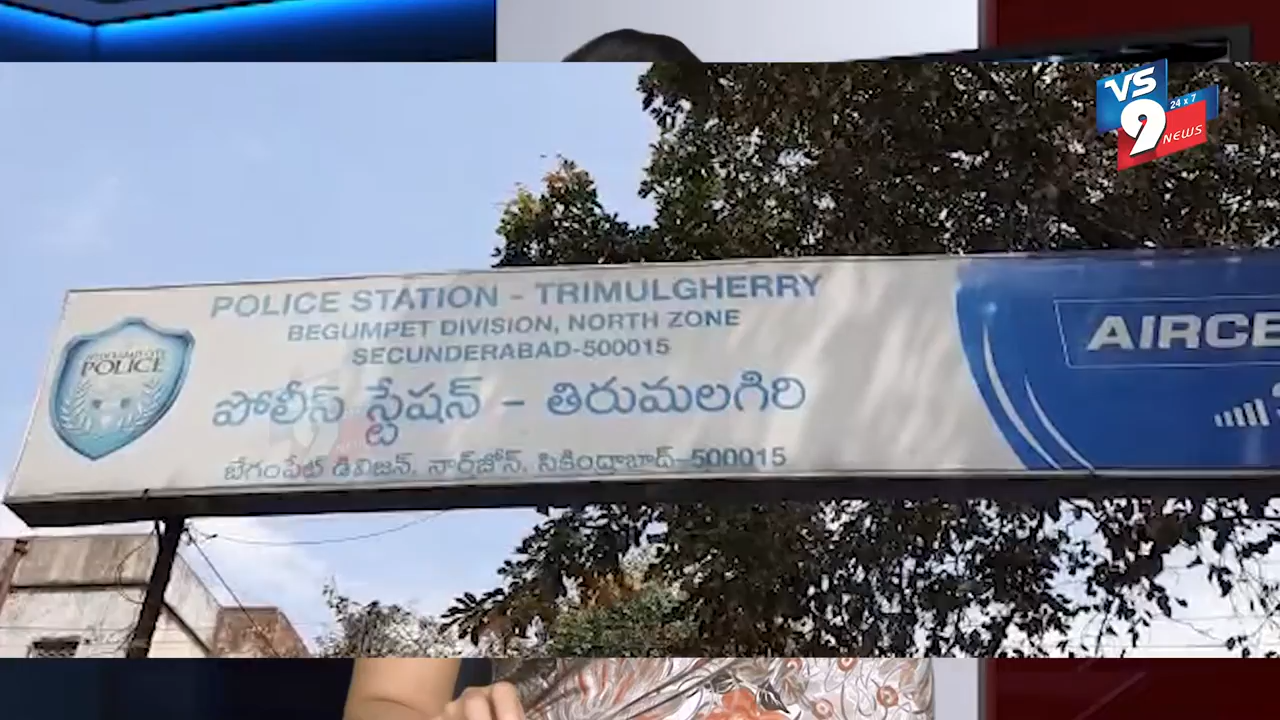 VS
9
24 x 7
NEWS
POLICE STATION - TRIMULGHERRY
BEGUMPET DIVISION, NORTH ZONE
SECUNDERABAD-500015
పోలీస్ స్టేషన్ - తిరుమలగిరి
బేగంపేట్ డివిజన్, నార్త్‌జోన్, సికింద్రాబాద్-500015
POLICE
AIRCE